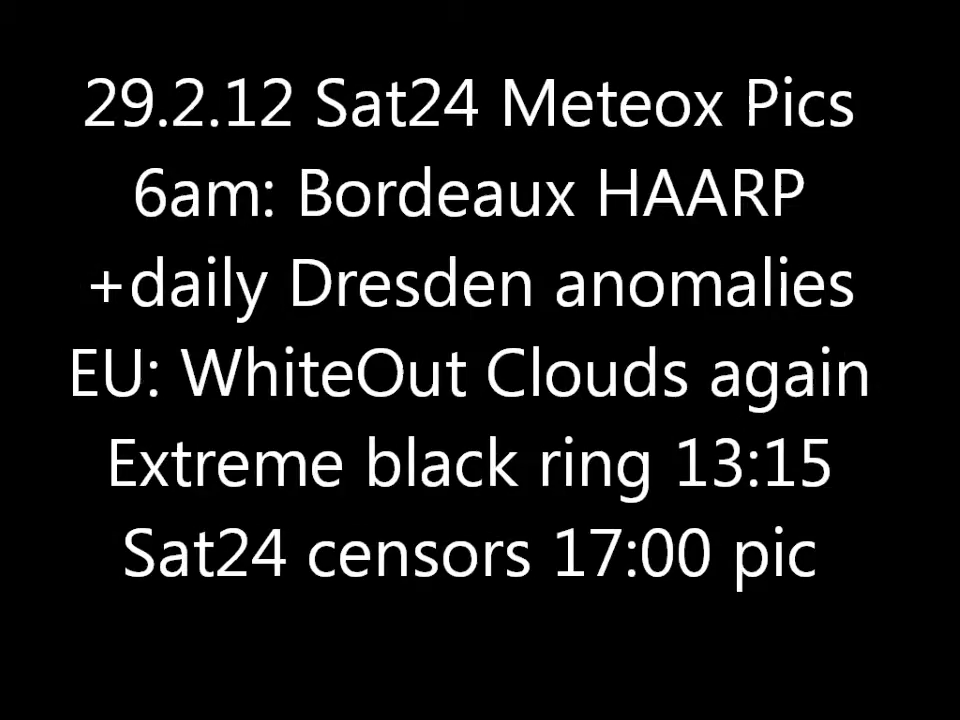 29.2.12 Sat24 Meteox Pics
6am: Bordeaux HAARP
+daily Dresden anomalies
EU: WhiteOut Clouds again
Extreme black ring 13:15
Sat24 censors 17:00 pic